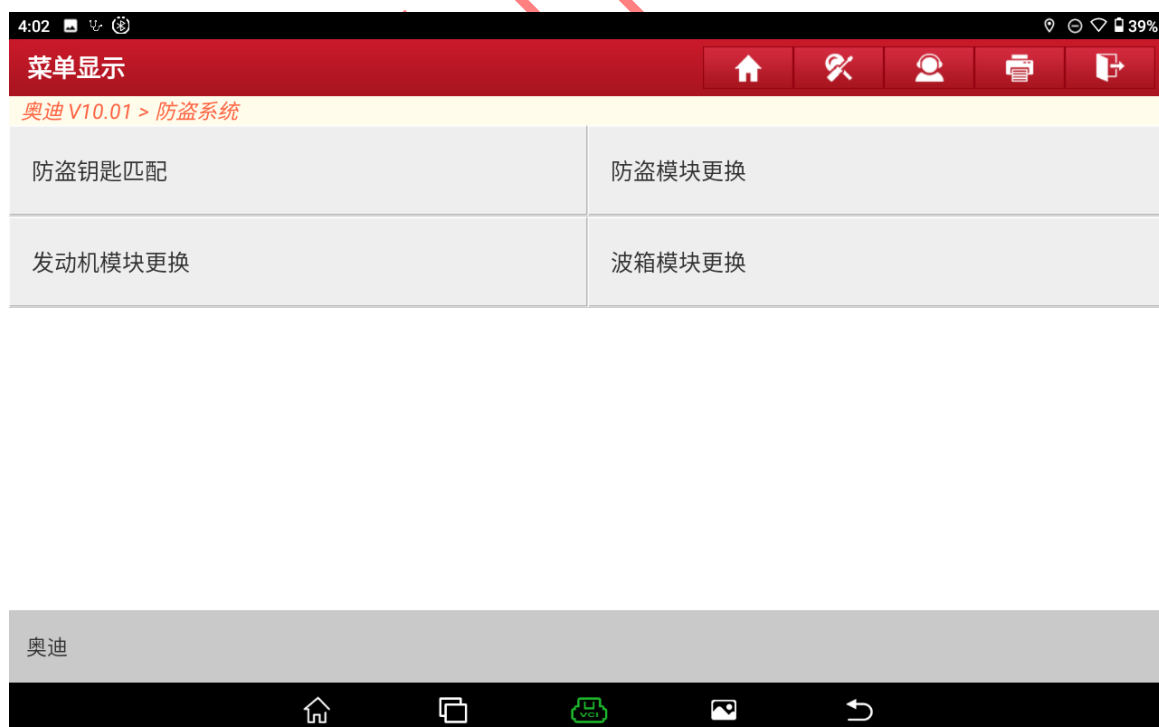 4:02 39%
菜单显示
奥迪 V10.01 > 防盗系统
防盗钥匙匹配 防盗模块更换
发动机模块更换 波箱模块更换
奥迪
VCI